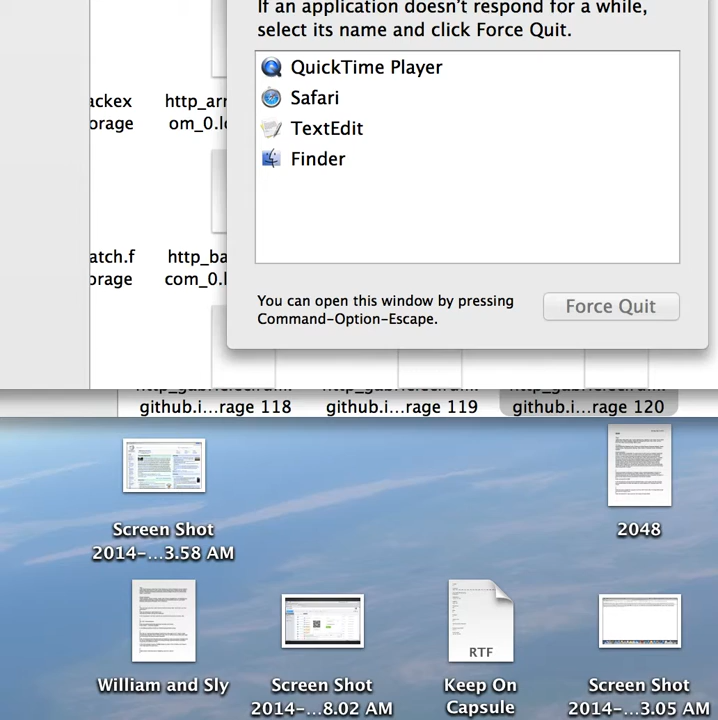 If an application doesn't respond for a while,
select its name and click Force Quit.
QuickTime Player
Safari
TextEdit
Finder
ackex
orage
http_arr
om_0.l
atch.f
orage
http_ba
com_0.l
You can open this window by pressing
Command-Option-Escape.
Force Quit
github.i...rage 118
github.i...rage 119
github.i...rage 120
Screen Shot
2014-...3.58 AM
2048
RTF
William and Sly
Screen Shot
2014-...8.02 AM
Keep On
Capsule
Screen Shot
2014-...3.05 AM